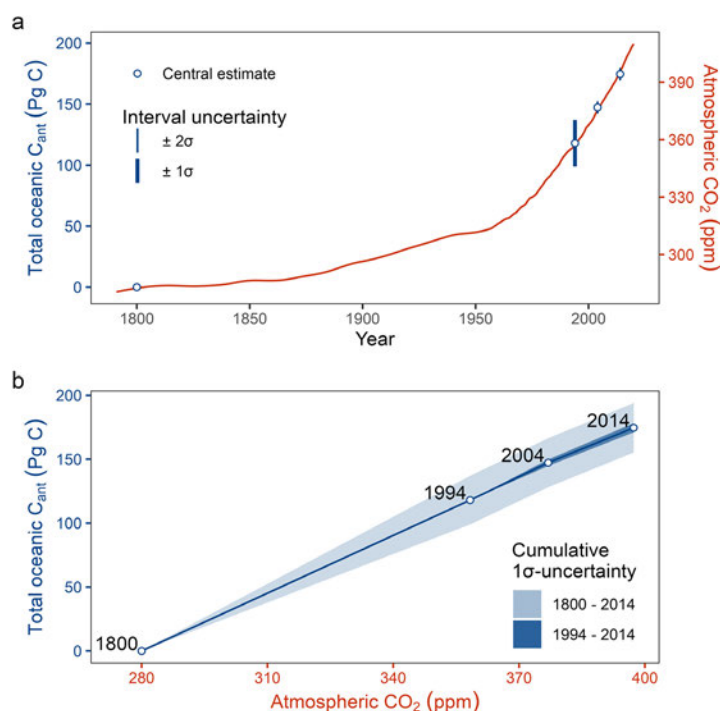 a
200
150
100
50
0
Total oceanic Cant (Pg C)
Central estimate
Interval uncertainty
± 2σ
± 1σ
390
360
330
300
Atmospheric CO2 (ppm)
1800 1850 1900 1950 2000
Year
b
200
150
100
50
0
Total oceanic Cant (Pg C)
1800
1994
2004
2014
Cumulative
1σ-uncertainty
1800 - 2014
1994 - 2014
280 310 340 370 400
Atmospheric CO2 (ppm)